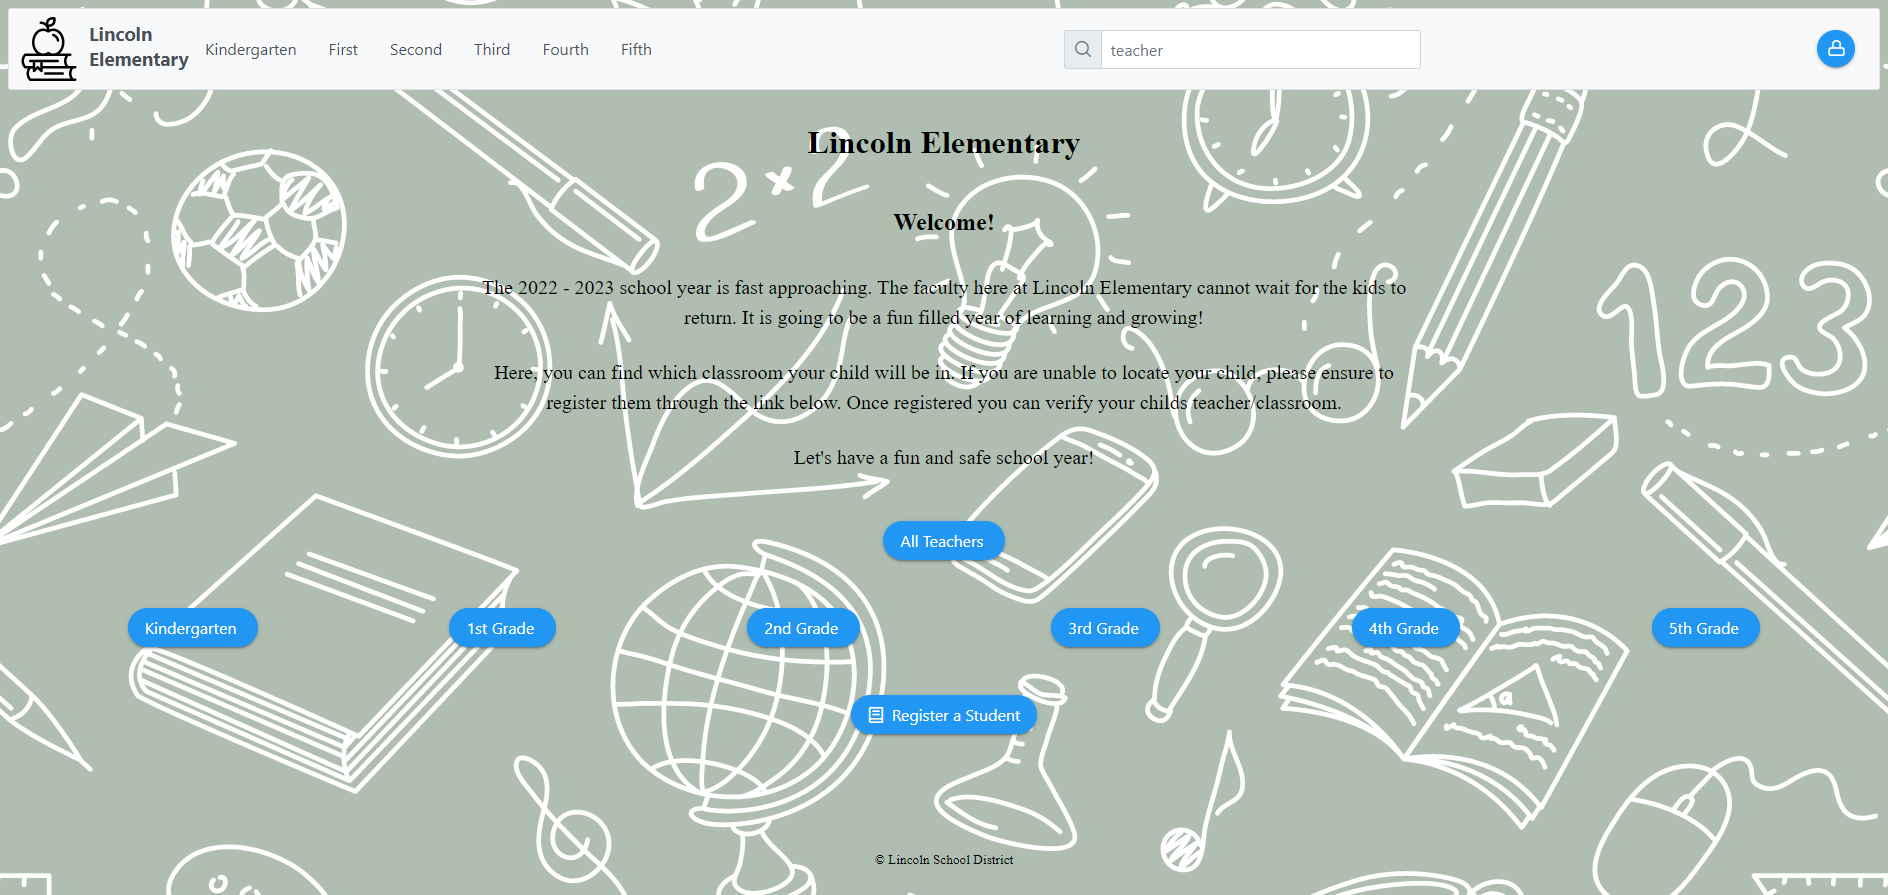 Lincoln
Elementary
Kindergarten First Second Third Fourth Fifth
teacher
Lincoln Elementary
2 × 2
Welcome!
The 2022 - 2023 school year is fast approaching. The faculty here at Lincoln Elementary cannot wait for the kids to
return. It is going to be a fun filled year of learning and growing!
123
Here, you can find which classroom your child will be in. If you are unable to locate your child, please ensure to
register them through the link below. Once registered you can verify your childs teacher/classroom.
Let's have a fun and safe school year!
All Teachers
Kindergarten 1st Grade 2nd Grade 3rd Grade 4th Grade 5th Grade
a
Register a Student
© Lincoln School District